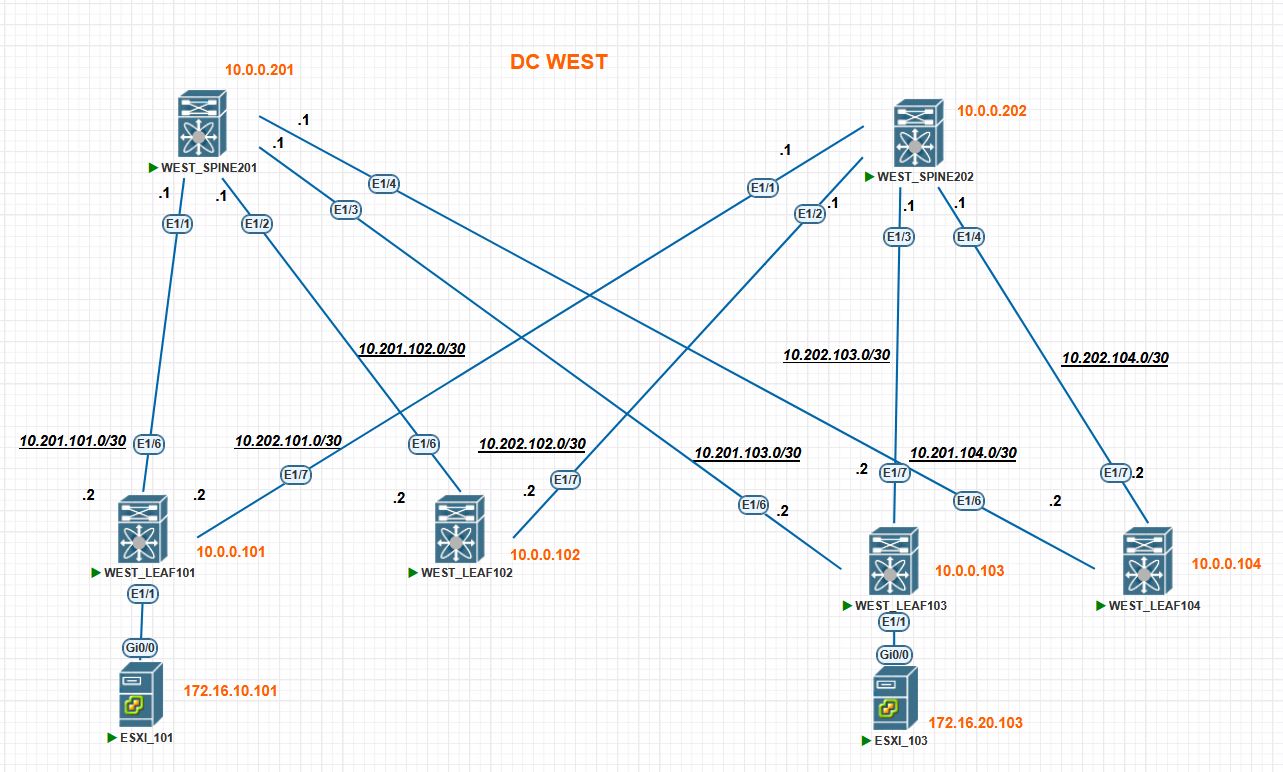 DC WEST
10.0.0.201
10.0.0.202
.1
.1
.1
WEST_SPINE201
WEST_SPINE202
E1/4
E1/1
.1
.1
.1
.1
.1
E1/3
E1/2
E1/1
E1/2
E1/3
E1/4
10.201.102.0/30
10.202.103.0/30
10.202.104.0/30
10.201.101.0/30
E1/6
10.202.101.0/30
E1/6
10.202.102.0/30
10.201.103.0/30
10.201.104.0/30
E1/7
E1/7
.2
E1/7
E1/7
.2
.2
.2
.2
.2
E1/6
.2
E1/6
.2
10.0.0.101
10.0.0.102
10.0.0.103
10.0.0.104
WEST_LEAF101
WEST_LEAF102
WEST_LEAF103
WEST_LEAF104
E1/1
E1/1
Gi0/0
Gi0/0
172.16.10.101
172.16.20.103
ESXI_101
ESXI_103